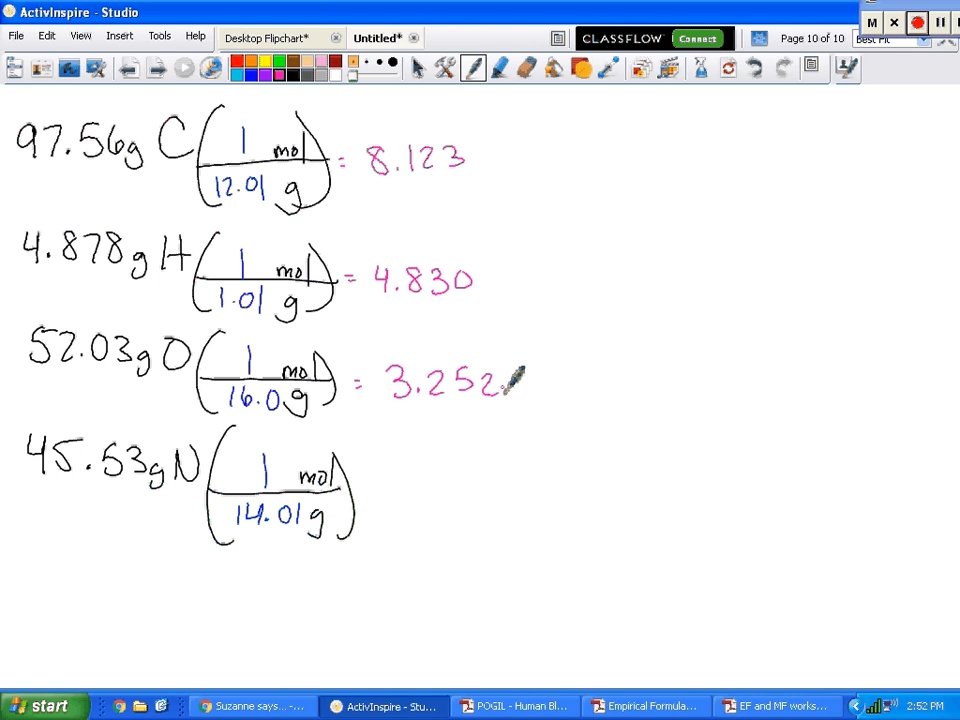 ActivInspire - Studio
M
File Edit View Insert Tools Help
Desktop Flipchart*
Untitled*
CLASSFLOW Connect
Page 10 of 10
Best Fit
97.56g C (1 mol / 12.01 g) = 8.123
4.878g H (1 mol / 1.01 g) = 4.830
52.03g O (1 mol / 16.0 g) = 3.252
45.53g N (1 mol / 14.01 g)
start
Suzanne says... -...
ActivInspire - Stu...
POGIL - Human Bl...
Empirical Formula...
EF and MF works...
2:52 PM